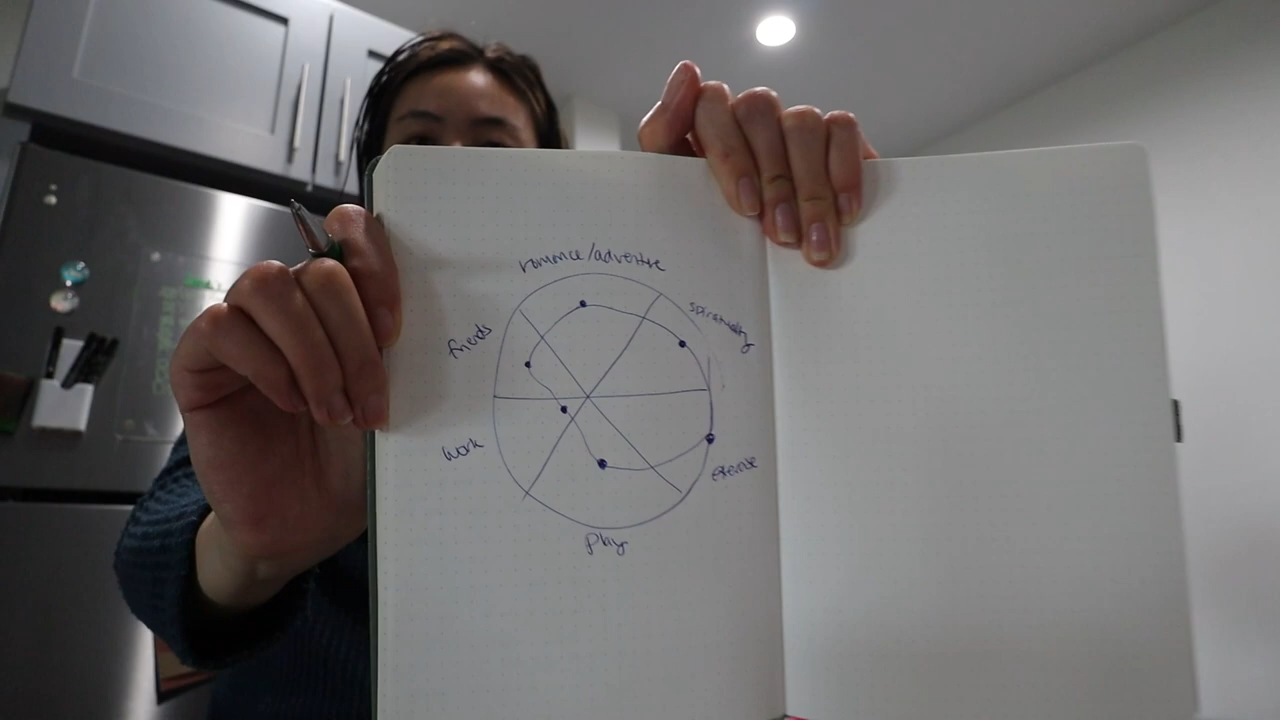 romance/adventure
spirituality
friends
work
exercise
play